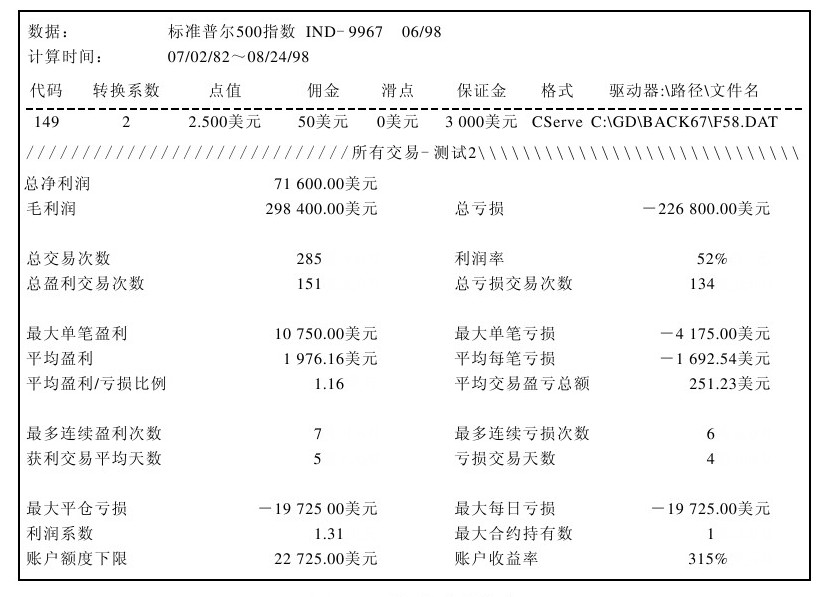 数据： 标准普尔500指数 IND-9967 06/98
计算时间： 07/02/82～08/24/98
代码 转换系数 点值 佣金 滑点 保证金 格式 驱动器:\路径\文件名
149 2 2.500美元 50美元 0美元 3 000美元 CServe C:\GD\BACK67\F58.DAT
/////////////////////////////所有交易-测试2\\\\\\\\\\\\\\\\\\\\\\\\\\\\\
总净利润 71 600.00美元
毛利润 298 400.00美元 总亏损 －226 800.00美元
总交易次数 285 利润率 52%
总盈利交易次数 151 总亏损交易次数 134
最大单笔盈利 10 750.00美元 最大单笔亏损 －4 175.00美元
平均盈利 1 976.16美元 平均每笔亏损 －1 692.54美元
平均盈利/亏损比例 1.16 平均交易盈亏总额 251.23美元
最多连续盈利次数 7 最多连续亏损次数 6
获利交易平均天数 5 亏损交易天数 4
最大平仓亏损 －19 725 00美元 最大每日亏损 －19 725.00美元
利润系数 1.31 最大合约持有数 1
账户额度下限 22 725.00美元 账户收益率 315%